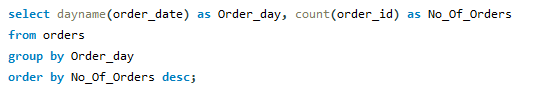 select dayname(order_date) as Order_day, count(order_id) as No_Of_Orders
from orders
group by Order_day
order by No_Of_Orders desc;